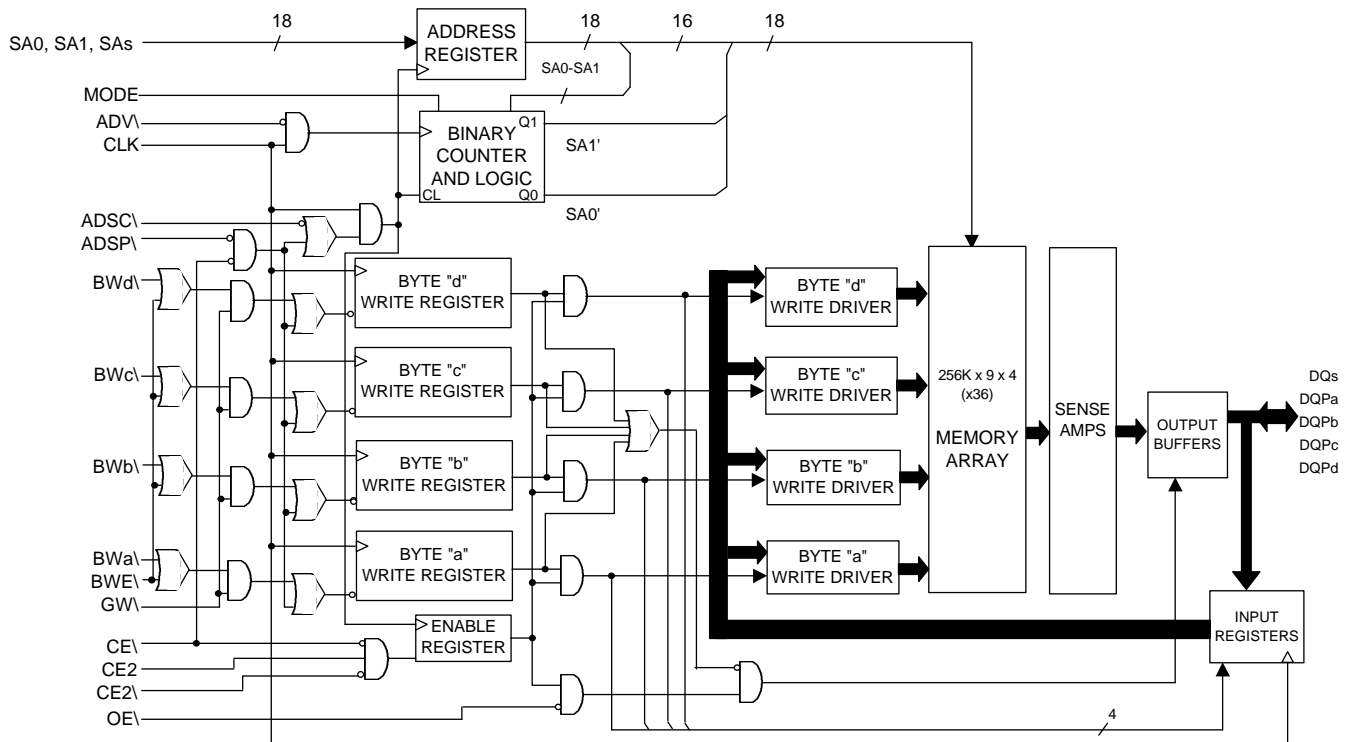 18
18
16
18
SA0, SA1, SAs
ADDRESS
REGISTER
SA0-SA1
MODE
ADV\
CLK
BINARY
COUNTER
AND LOGIC
Q1
CL
Q0
SA1'
SA0'
ADSC\
ADSP\
BWd\
BYTE "d"
WRITE REGISTER
BYTE "d"
WRITE DRIVER
BWc\
BYTE "c"
WRITE REGISTER
BYTE "c"
WRITE DRIVER
BWb\
BYTE "b"
WRITE REGISTER
BYTE "b"
WRITE DRIVER
BWa\
BWE\
GW\
BYTE "a"
WRITE REGISTER
BYTE "a"
WRITE DRIVER
256K x 9 x 4
(x36)
MEMORY
ARRAY
SENSE
AMPS
OUTPUT
BUFFERS
DQs
DQPa
DQPb
DQPc
DQPd
CE\
CE2
CE2\
OE\
ENABLE
REGISTER
INPUT
REGISTERS
4